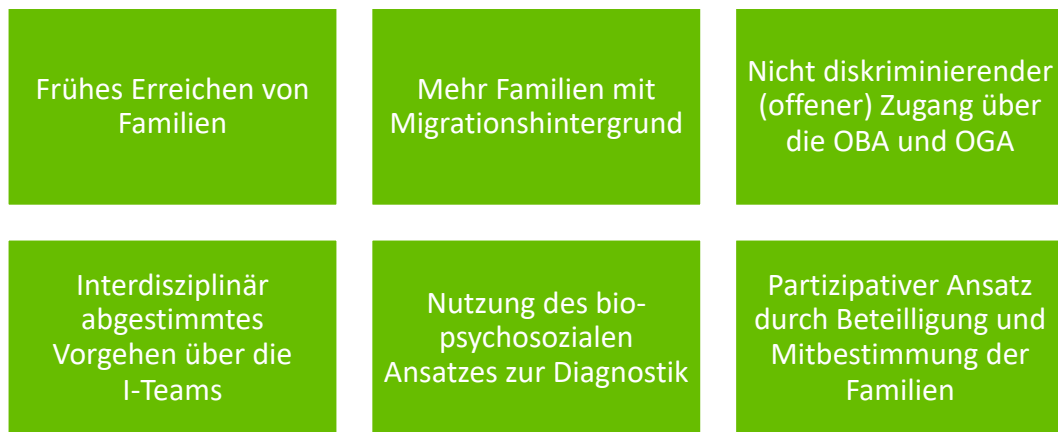 Frühes Erreichen von
Familien
Mehr Familien mit
Migrationshintergrund
Nicht diskriminierender
(offener) Zugang über
die OBA und OGA
Interdisziplinär
abgestimmtes
Vorgehen über die
I-Teams
Nutzung des bio-
psychosozialen
Ansatzes zur Diagnostik
Partizipativer Ansatz
durch Beteilligung und
Mitbestimmung der
Familien